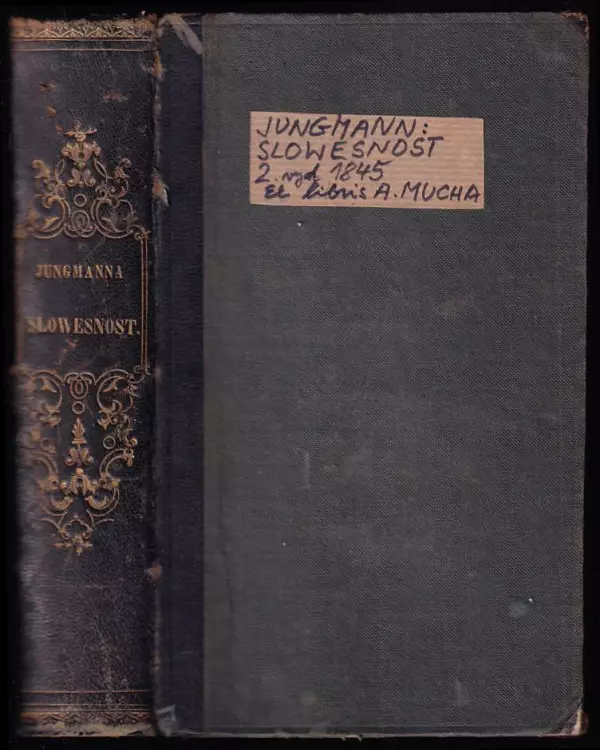 JUNGMANNA
SLOWESNOST.
JUNGMANN:
SLOWESNOST
2. vyd 1845
Ex libris A. MUCHA